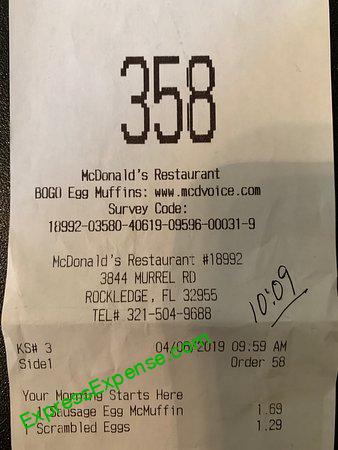 358
McDonald's Restaurant
BOGO Egg Muffins: www.mcdvoice.com
Survey Code:
18992-03580-40619-09596-00031-9
McDonald's Restaurant #18992
3844 MURREL RD
ROCKLEDGE, FL 32955
TEL# 321-504-9688
10:09
KS# 3 04/06/2019 09:59 AM
Side1 Order 58
Your Morning Starts Here
1 Sausage Egg McMuffin 1.69
1 Scrambled Eggs 1.29
ExpressExpense.com